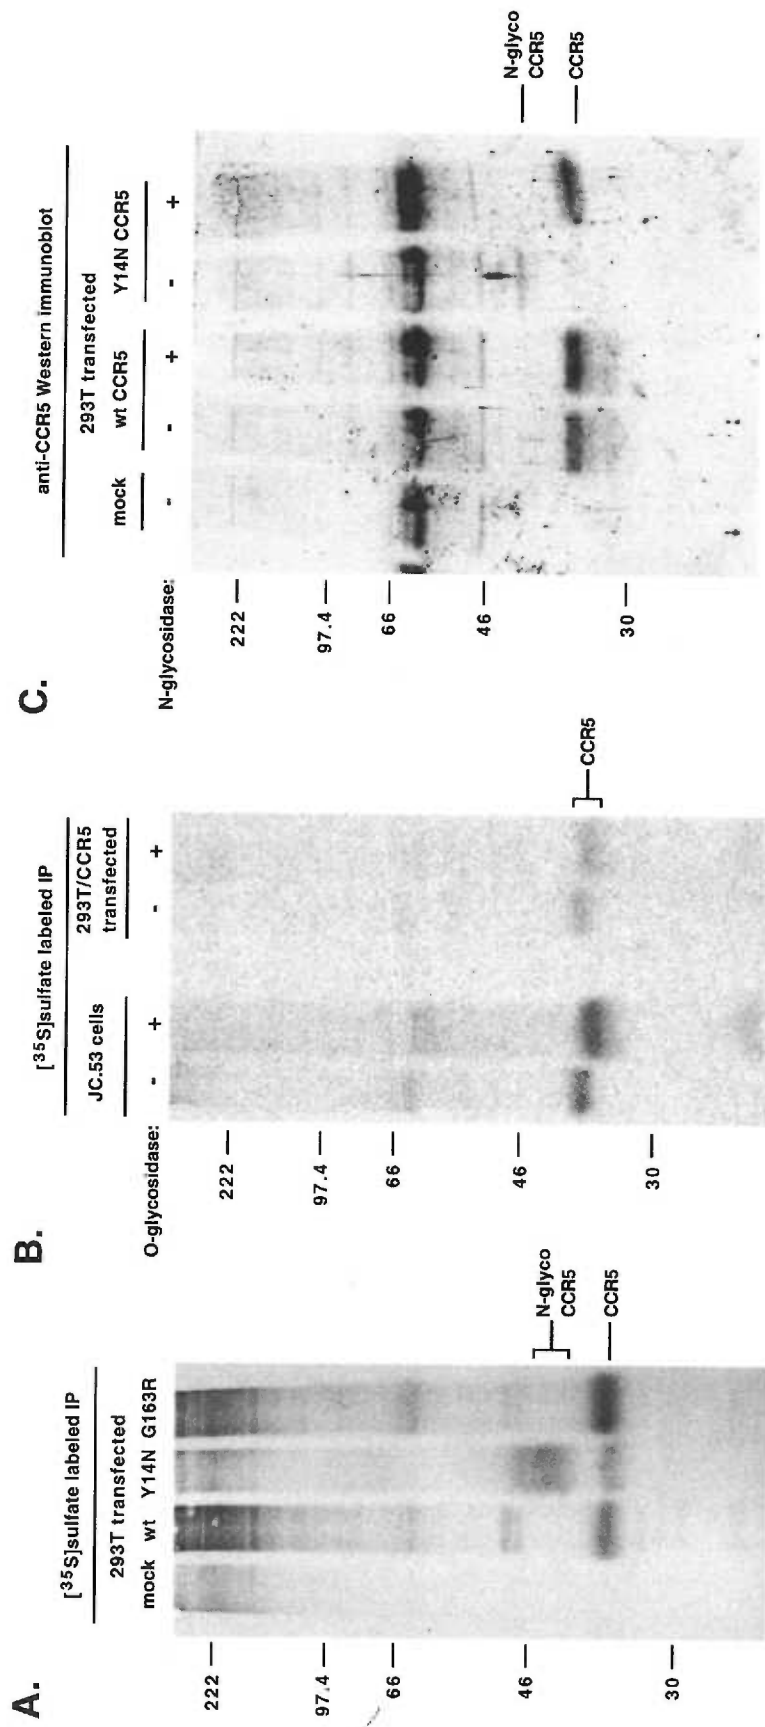 A.
[35S]sulfate labeled IP
293T transfected
mock wt Y14N G163R
222
97.4
66
46
30
N-glyco
CCR5
CCR5
B.
[35S]sulfate labeled IP
JC.53 cells
293T/CCR5
transfected
O-glycosidase: - + - +
222
97.4
66
46
30
CCR5
C.
anti-CCR5 Western immunoblot
293T transfected
mock wt CCR5 Y14N CCR5
N-glycosidase: - - + - +
222
97.4
66
46
30
N-glyco
CCR5
CCR5